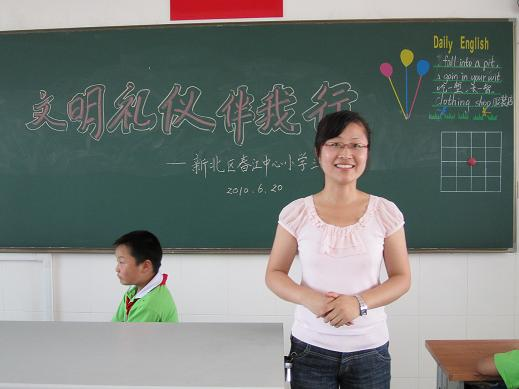 文明礼仪伴我行
——新北区春江中心小学三
2010.6.20
Daily English
fall into a pit,
a gain in your wit.
吃一堑,长一智.
clothing shop 服装店